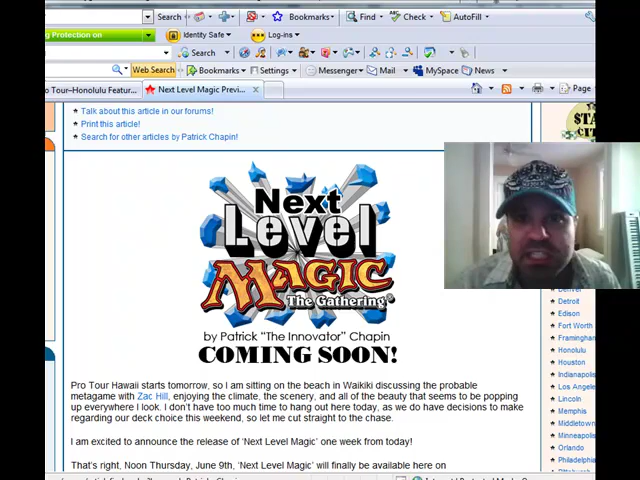 Search
Bookmarks
Find
Check
AutoFill
g Protection on
Identity Safe
Log-ins
Search
Web Search
Bookmarks
Settings
Messenger
Mail
MySpace
News
o Tour–Honolulu Featur...
Next Level Magic Previ...
Page
Talk about this article in our forums!
Print this article!
Search for other articles by Patrick Chapin!
Next
Level
Magic
The Gathering®
by Patrick "The Innovator" Chapin
COMING SOON!
Pro Tour Hawaii starts tomorrow, so I am sitting on the beach in Waikiki discussing the probable
metagame with Zac Hill, enjoying the climate, the scenery, and all of the beauty that seems to be popping
up everywhere I look. I don't have too much time to hang out here today, as we do have decisions to make
regarding our deck choice this weekend, so let me cut straight to the chase.
I am excited to announce the release of 'Next Level Magic' one week from today!
That's right, Noon Thursday, June 9th, 'Next Level Magic' will finally be available here on
Denver
Detroit
Edison
Fort Worth
Framingham
Honolulu
Houston
Indianapolis
Los Angeles
Lincoln
Memphis
Middletown
Minneapolis
Orlando
Philadelphia